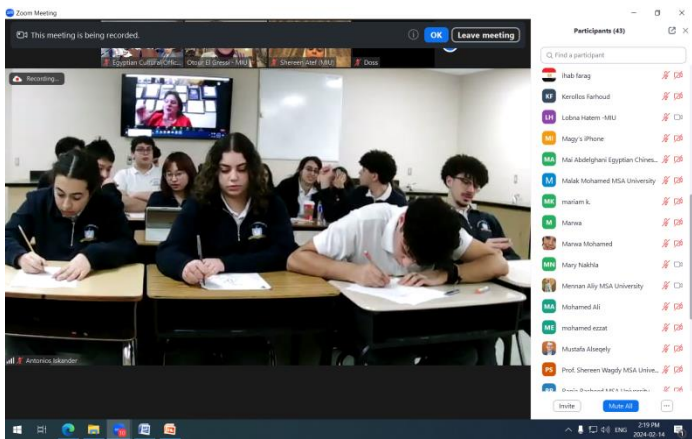 Zoom Meeting
This meeting is being recorded.
OK
Leave meeting
Egyptian Cultural Offic...
Otour El Gresal - MIU
Shereen Atef (MIU)
Doss
Recording...
Antonios Iskander
Participants (43)
Find a participant
ihab farag
KF Kerollos Farhoud
LH Lobna Hatem -MIU
MI Magy's iPhone
MA Mai Abdelghani Egyptian Chines...
M Malak Mohamed MSA University
MK mariam k.
M Marwa
Marwa Mohamed
MN Mary Nakhla
Mennan Aliy MSA University
MA Mohamed Ali
ME mohamed ezzat
Mustafa Alseqely
PS Prof. Shereen Wagdy MSA Unive...
Invite
Mute All
ENG
2:19 PM
2024-02-14